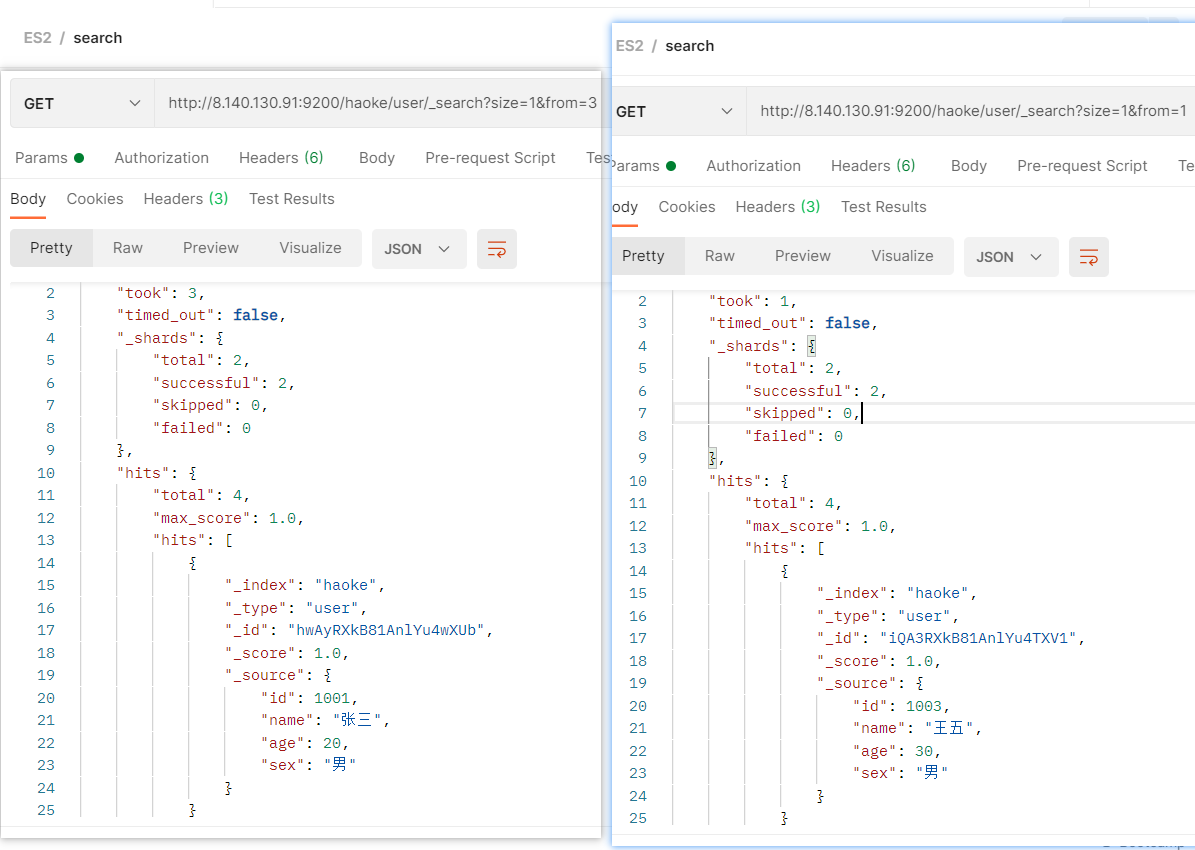 ES2 / search
GET
http://8.140.130.91:9200/haoke/user/_search?size=1&from=3
Params
Authorization
Headers (6)
Body
Pre-request Script
Tes
Body
Cookies
Headers (3)
Test Results
Pretty
Raw
Preview
Visualize
JSON
2 "took": 3,
3 "timed_out": false,
4 "_shards": {
5 "total": 2,
6 "successful": 2,
7 "skipped": 0,
8 "failed": 0
9 },
10 "hits": {
11 "total": 4,
12 "max_score": 1.0,
13 "hits": [
14 {
15 "_index": "haoke",
16 "_type": "user",
17 "_id": "hwAyRXkB81AnlYu4wXUb",
18 "_score": 1.0,
19 "_source": {
20 "id": 1001,
21 "name": "张三",
22 "age": 20,
23 "sex": "男"
24 }
25 }
ES2 / search
GET
http://8.140.130.91:9200/haoke/user/_search?size=1&from=1
Params
Authorization
Headers (6)
Body
Pre-request Script
Te
ody
Cookies
Headers (3)
Test Results
Pretty
Raw
Preview
Visualize
JSON
2 "took": 1,
3 "timed_out": false,
4 "_shards": {
5 "total": 2,
6 "successful": 2,
7 "skipped": 0,
8 "failed": 0
9 },
10 "hits": {
11 "total": 4,
12 "max_score": 1.0,
13 "hits": [
14 {
15 "_index": "haoke",
16 "_type": "user",
17 "_id": "iQA3RXkB81AnlYu4TXV1",
18 "_score": 1.0,
19 "_source": {
20 "id": 1003,
21 "name": "王五",
22 "age": 30,
23 "sex": "男"
24 }
25 }